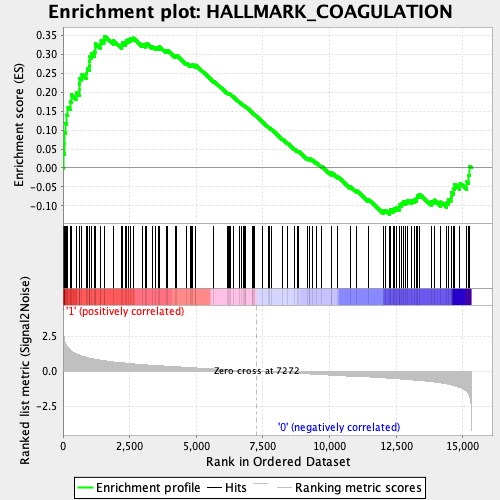 Enrichment plot: HALLMARK_COAGULATION
Enrichment score (ES)
0.35
0.30
0.25
0.20
0.15
0.10
0.05
0.00
-0.05
-0.10
'1' (positively correlated)
Ranked list metric (Signal2Noise)
2.5
0.0
-2.5
Zero cross at 7272
'0' (negatively correlated)
0 2,500 5,000 7,500 10,000 12,500 15,000
Rank in Ordered Dataset
Enrichment profile Hits Ranking metric scores